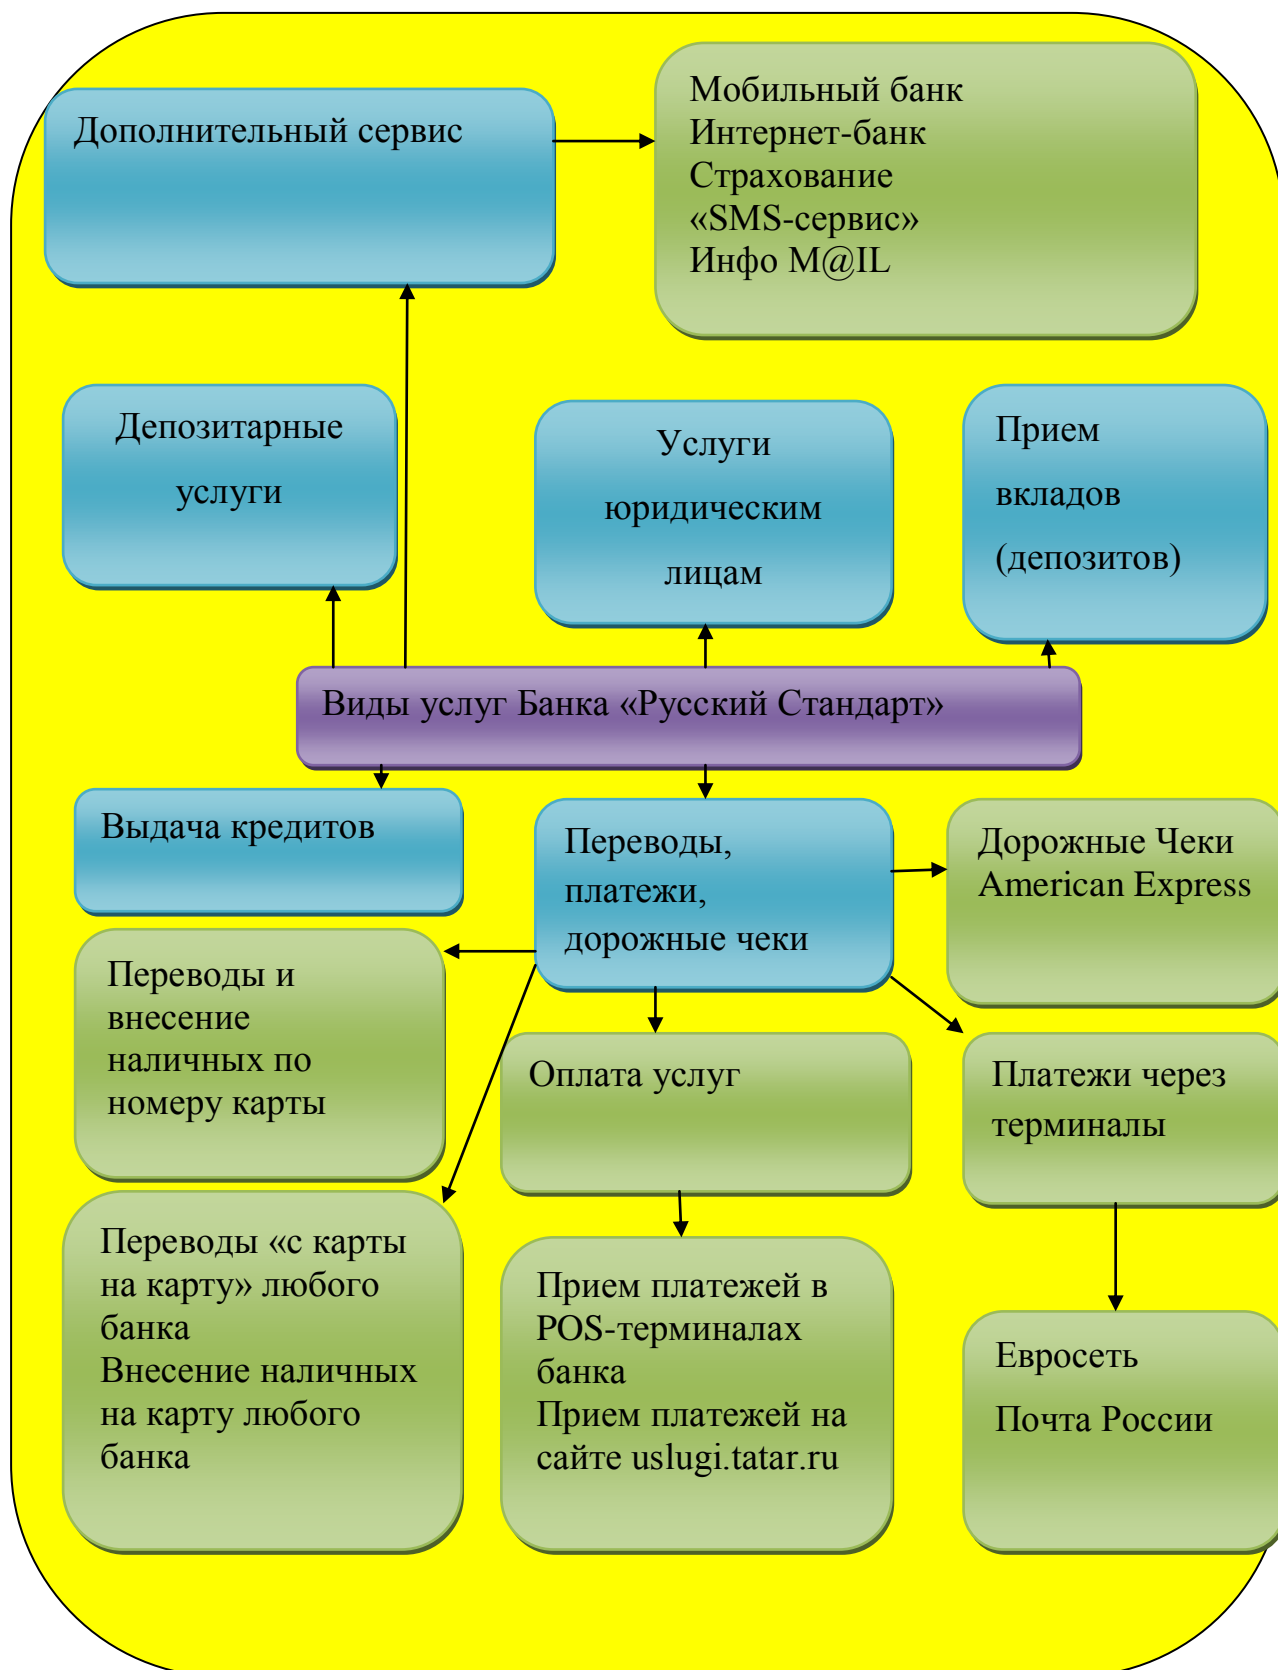 Дополнительный сервис
Мобильный банк
Интернет-банк
Страхование
«SMS-сервис»
Инфо M@IL
Депозитарные
услуги
Услуги
юридическим
лицам
Прием
вкладов
(депозитов)
Виды услуг Банка «Русский Стандарт»
Выдача кредитов
Переводы,
платежи,
дорожные чеки
Дорожные Чеки
American Express
Переводы и
внесение
наличных по
номеру карты
Оплата услуг
Платежи через
терминалы
Переводы «с карты
на карту» любого
банка
Внесение наличных
на карту любого
банка
Прием платежей в
POS-терминалах
банка
Прием платежей на
сайте uslugi.tatar.ru
Евросеть
Почта России